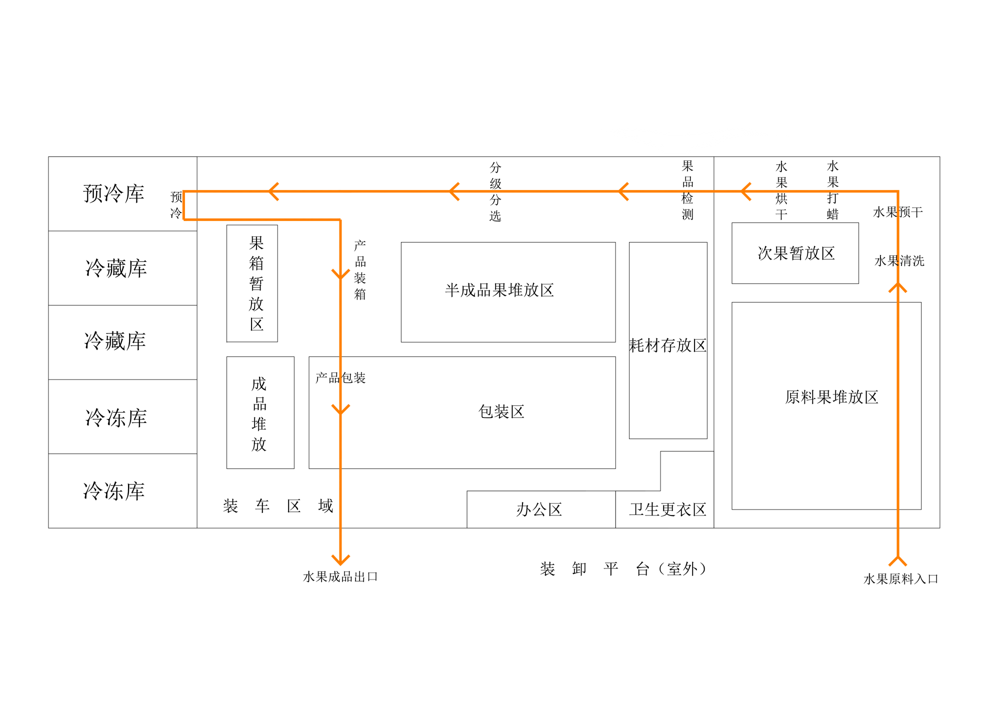 预冷库
预冷
冷藏库
冷藏库
冷冻库
冷冻库
分级分选
果品检测
水果烘干
水果打蜡
水果预干
水果清洗
次果暂放区
果箱暂放区
产品装箱
半成品果堆放区
耗材存放区
原料果堆放区
成品堆放
产品包装
包装区
装车区域
办公区
卫生更衣区
装卸平台（室外）
水果成品出口
水果原料入口